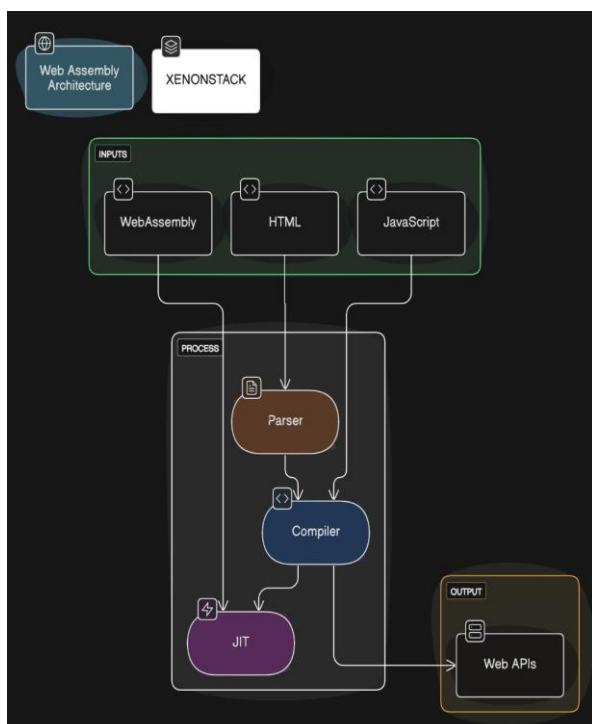 Web Assembly
Architecture
XENONSTACK
INPUTS
WebAssembly
HTML
JavaScript
PROCESS
Parser
Compiler
OUTPUT
JIT
Web APIs